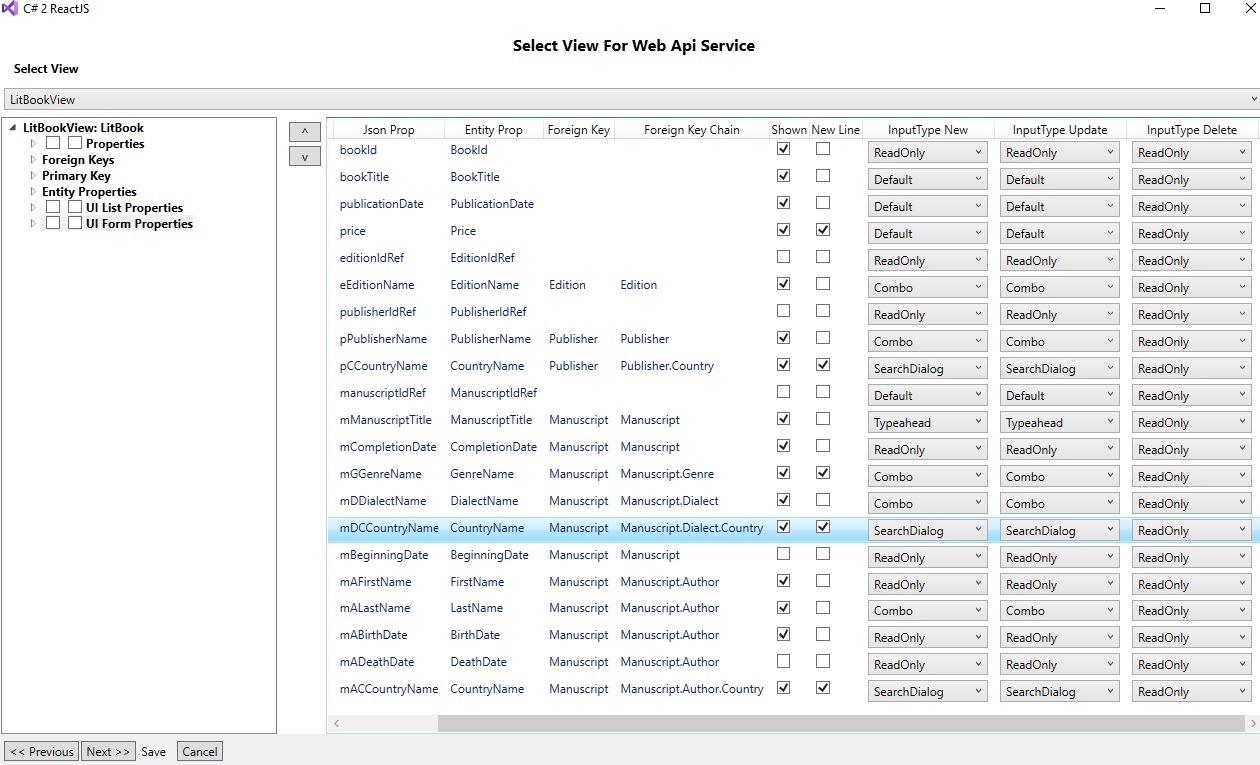 C# 2 ReactJS
Select View For Web Api Service
Select View
LitBookView
LitBookView: LitBook
Properties
Foreign Keys
Primary Key
Entity Properties
UI List Properties
UI Form Properties
^
v
Json Prop Entity Prop Foreign Key Foreign Key Chain Shown New Line InputType New InputType Update InputType Delete
bookId BookId ReadOnly ReadOnly ReadOnly
bookTitle BookTitle Default Default ReadOnly
publicationDate PublicationDate Default Default ReadOnly
price Price Default Default ReadOnly
editionIdRef EditionIdRef ReadOnly ReadOnly ReadOnly
eEditionName EditionName Edition Edition Combo Combo ReadOnly
publisherIdRef PublisherIdRef ReadOnly ReadOnly ReadOnly
pPublisherName PublisherName Publisher Publisher Combo Combo ReadOnly
pCCountryName CountryName Publisher Publisher.Country SearchDialog SearchDialog ReadOnly
manuscriptIdRef ManuscriptIdRef Default Default ReadOnly
mManuscriptTitle ManuscriptTitle Manuscript Manuscript Typeahead Typeahead ReadOnly
mCompletionDate CompletionDate Manuscript Manuscript ReadOnly ReadOnly ReadOnly
mGGenreName GenreName Manuscript Manuscript.Genre Combo Combo ReadOnly
mDDialectName DialectName Manuscript Manuscript.Dialect Combo Combo ReadOnly
mDCCountryName CountryName Manuscript Manuscript.Dialect.Country SearchDialog SearchDialog ReadOnly
mBeginningDate BeginningDate Manuscript Manuscript ReadOnly ReadOnly ReadOnly
mAFirstName FirstName Manuscript Manuscript.Author ReadOnly ReadOnly ReadOnly
mALastName LastName Manuscript Manuscript.Author Combo Combo ReadOnly
mABirthDate BirthDate Manuscript Manuscript.Author ReadOnly ReadOnly ReadOnly
mADeathDate DeathDate Manuscript Manuscript.Author ReadOnly ReadOnly ReadOnly
mACCountryName CountryName Manuscript Manuscript.Author.Country SearchDialog SearchDialog ReadOnly
<< Previous Next >> Save Cancel